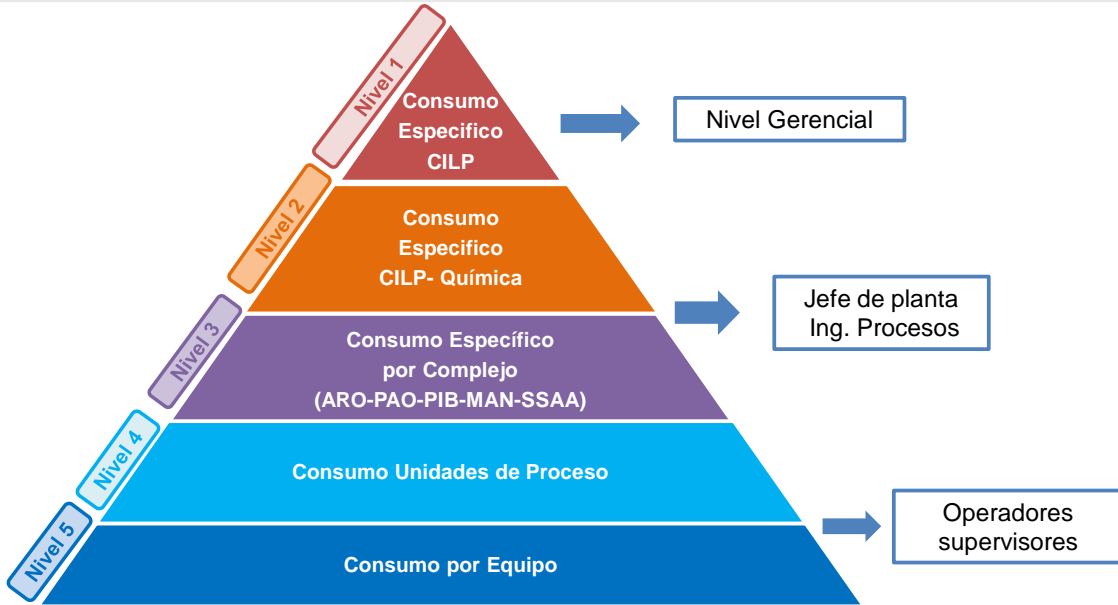 Nivel 1
Consumo
Especifico
CILP
Nivel Gerencial
Nivel 2
Consumo
Especifico
CILP- Química
Jefe de planta
Ing. Procesos
Nivel 3
Consumo Específico
por Complejo
(ARO-PAO-PIB-MAN-SSAA)
Nivel 4
Consumo Unidades de Proceso
Operadores
supervisores
Nivel 5
Consumo por Equipo